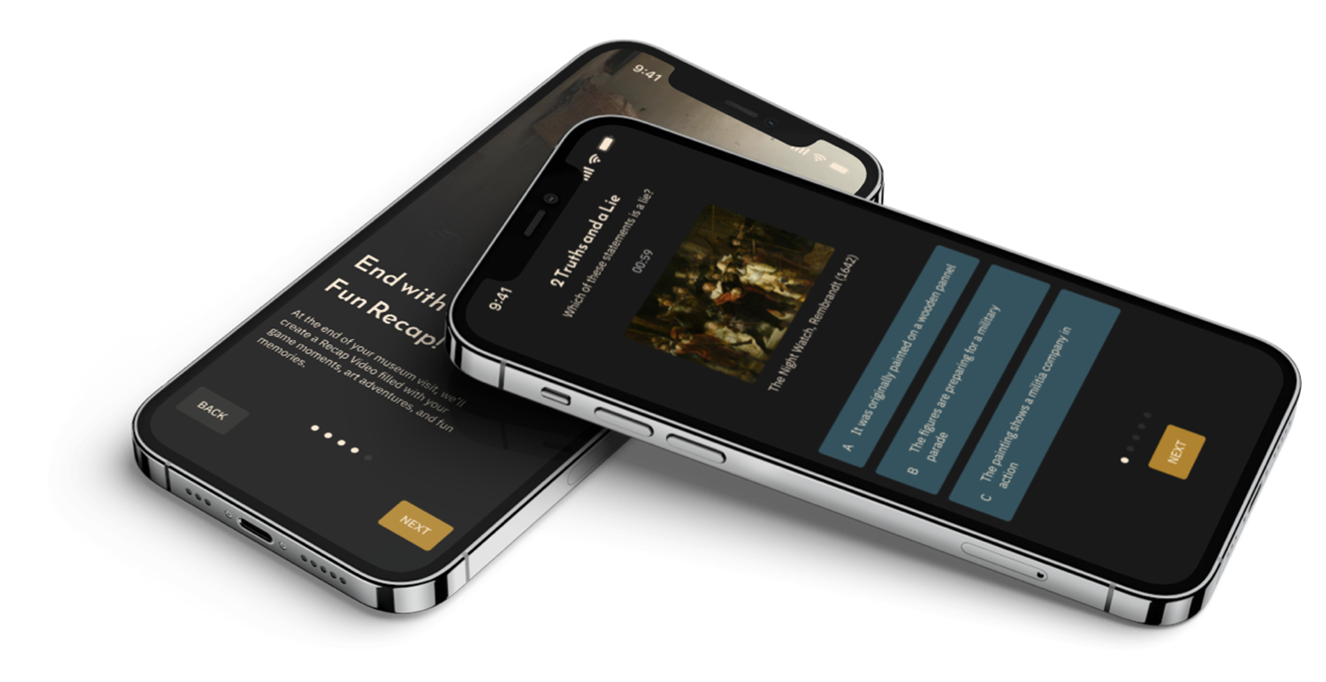 9:41
End with
Fun Recap!
At the end of your museum visit, we'll
create a Recap Video filled with your
game moments, art adventures, and fun
memories.
BACK
NEXT
9:41
2 Truths and a Lie
Which of these statements is a lie?
00:59
The Night Watch, Rembrandt (1642)
A It was originally painted on a wooden pannel
B The figures are preparing for a military
parade
C The painting shows a militia company in
action
NEXT